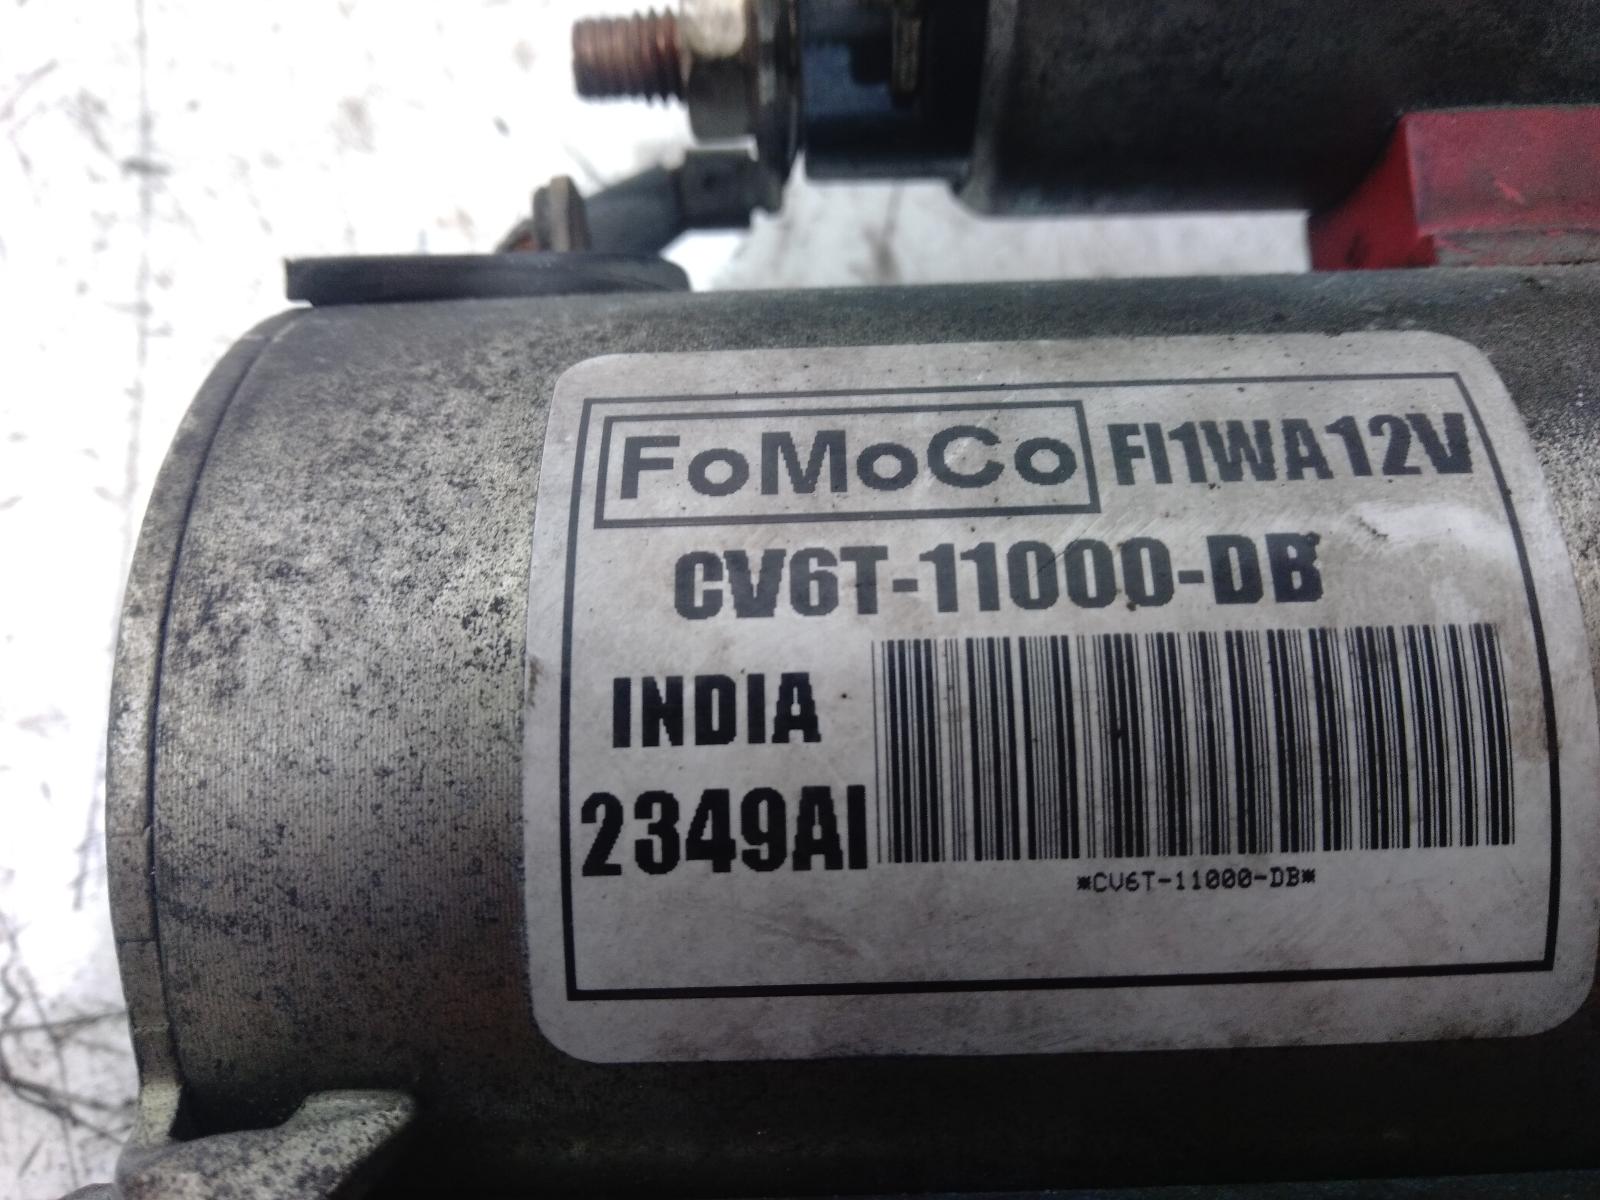 FoMoCo FI1WA12V
CV6T-11000-DB
INDIA
2349AI
*CV6T-11000-DB*